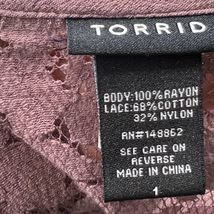 TORRID
BODY:100%RAYON
LACE:68%COTTON
32%NYLON
RN#148862
SEE CARE ON
REVERSE
MADE IN CHINA
1